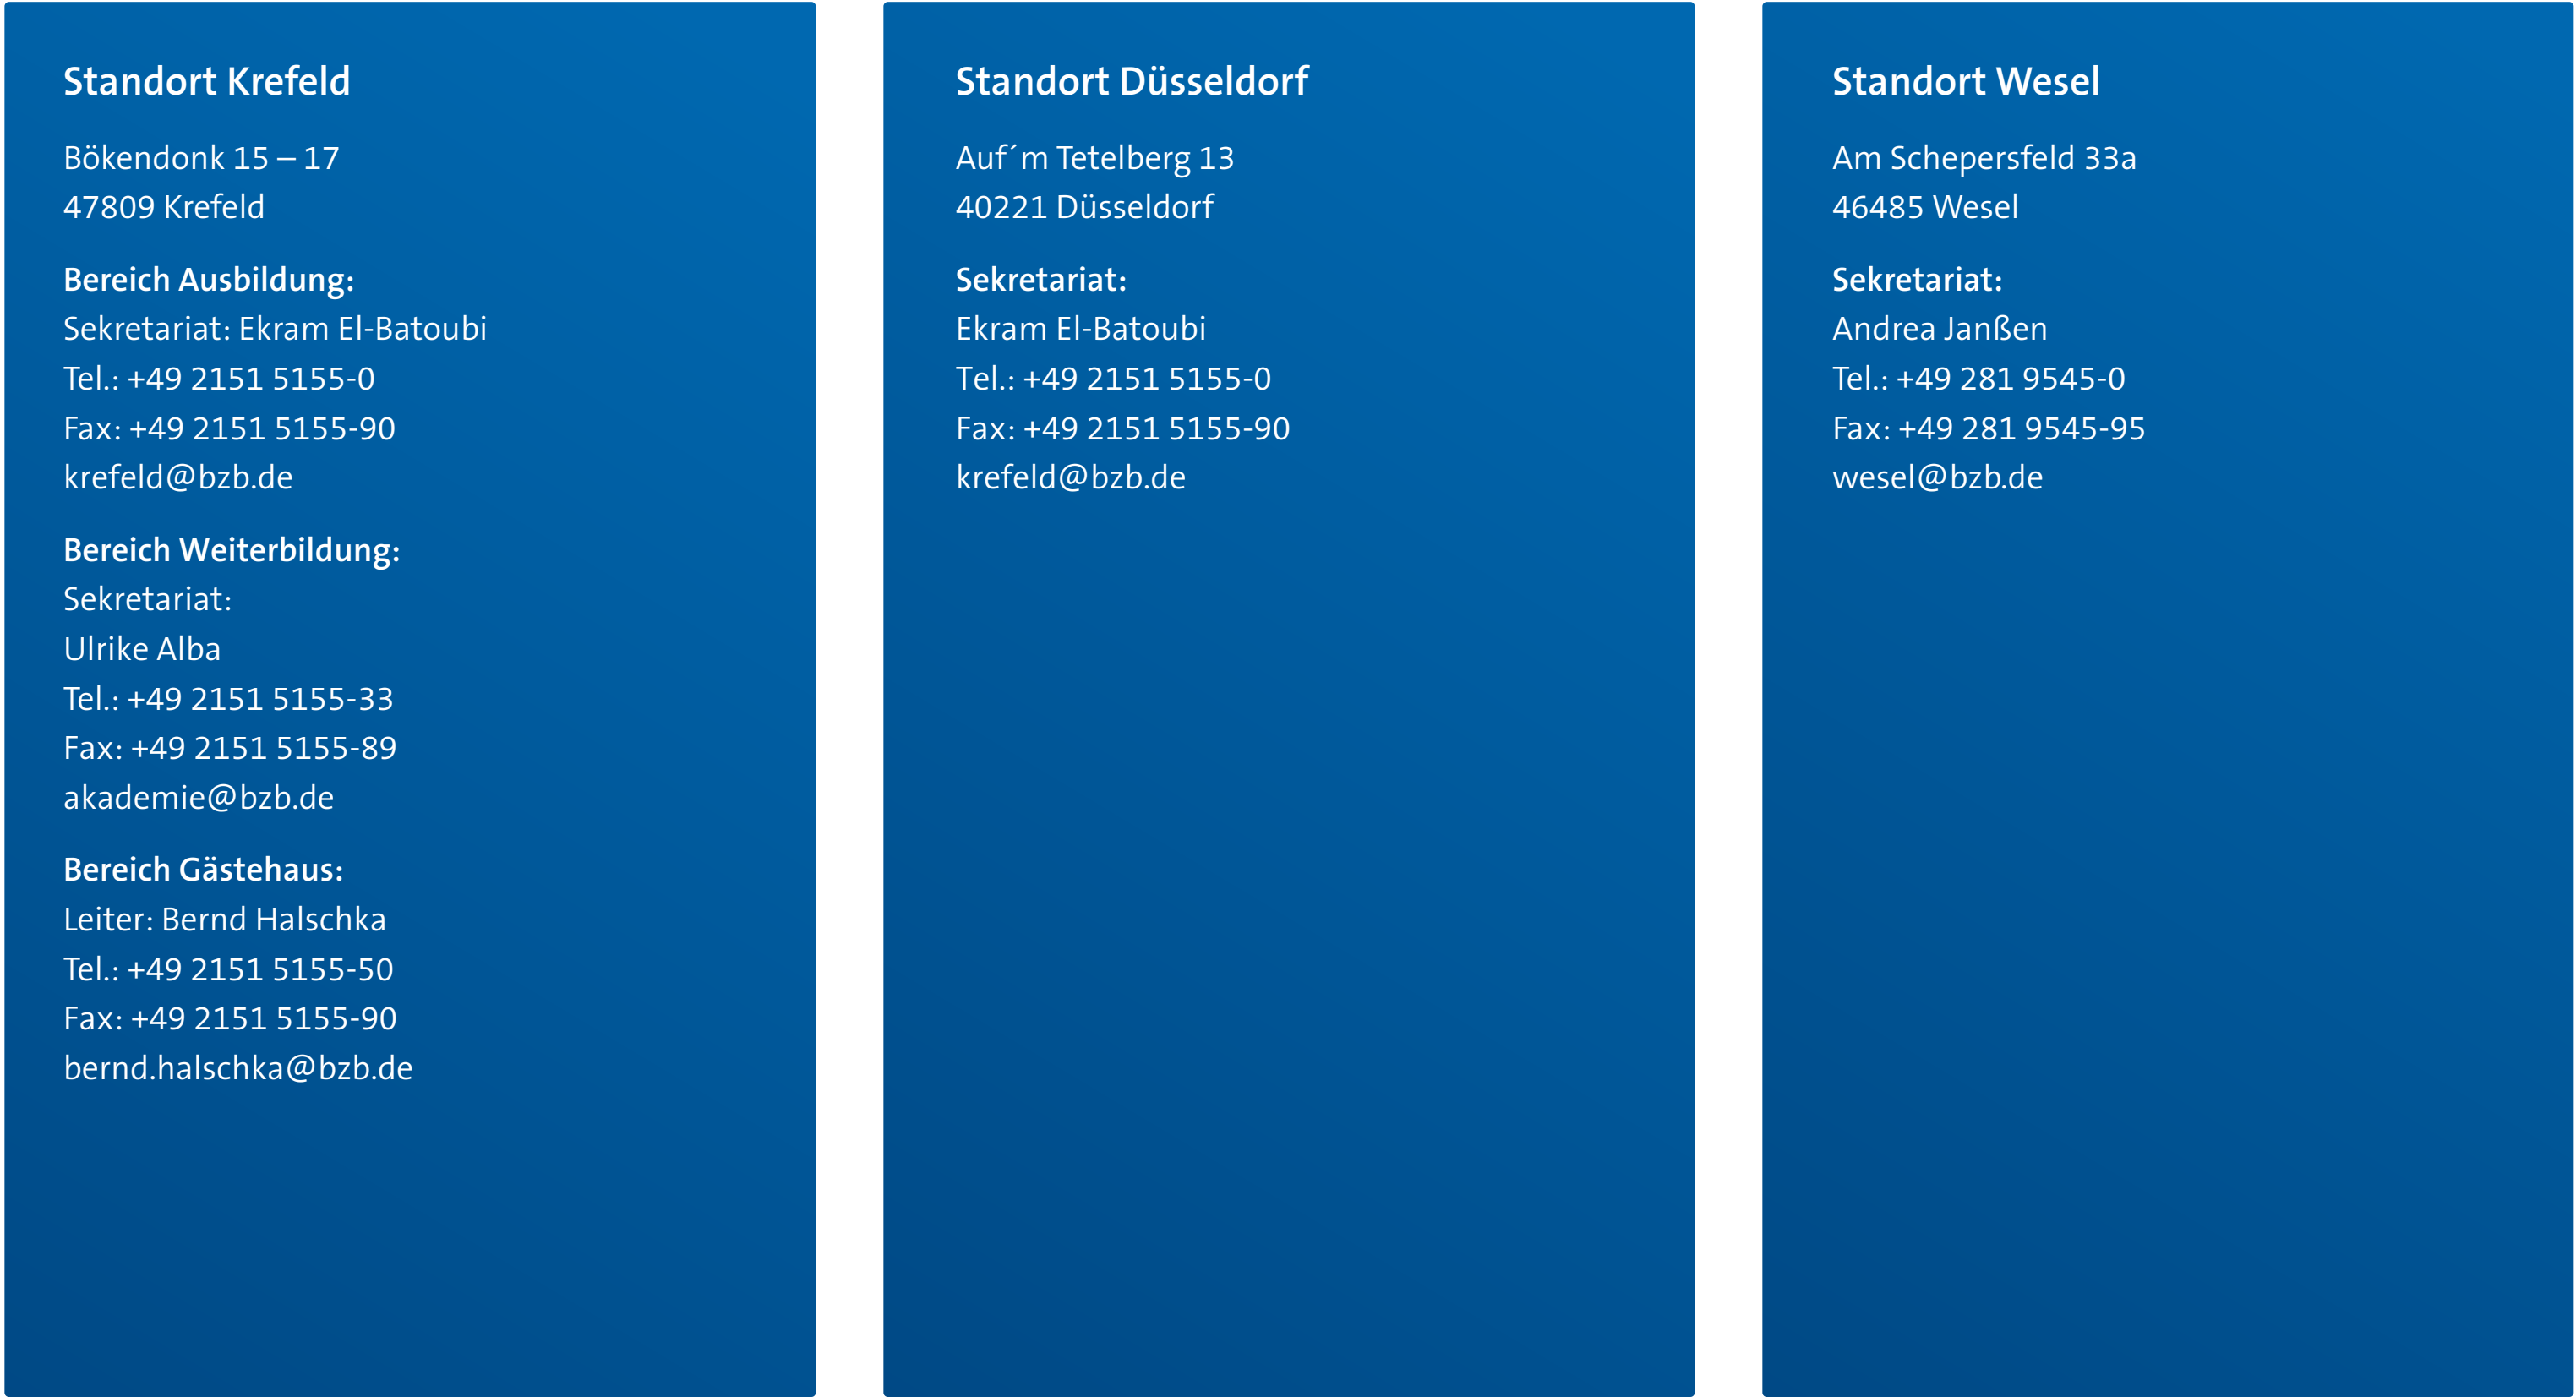 Standort Krefeld
Bökendonk 15 – 17
47809 Krefeld
Bereich Ausbildung:
Sekretariat: Ekram El-Batoubi
Tel.: +49 2151 5155-0
Fax: +49 2151 5155-90
krefeld@bzb.de
Bereich Weiterbildung:
Sekretariat:
Ulrike Alba
Tel.: +49 2151 5155-33
Fax: +49 2151 5155-89
akademie@bzb.de
Bereich Gästehaus:
Leiter: Bernd Halschka
Tel.: +49 2151 5155-50
Fax: +49 2151 5155-90
bernd.halschka@bzb.de
Standort Düsseldorf
Auf´m Tetelberg 13
40221 Düsseldorf
Sekretariat:
Ekram El-Batoubi
Tel.: +49 2151 5155-0
Fax: +49 2151 5155-90
krefeld@bzb.de
Standort Wesel
Am Schepersfeld 33a
46485 Wesel
Sekretariat:
Andrea Janßen
Tel.: +49 281 9545-0
Fax: +49 281 9545-95
wesel@bzb.de